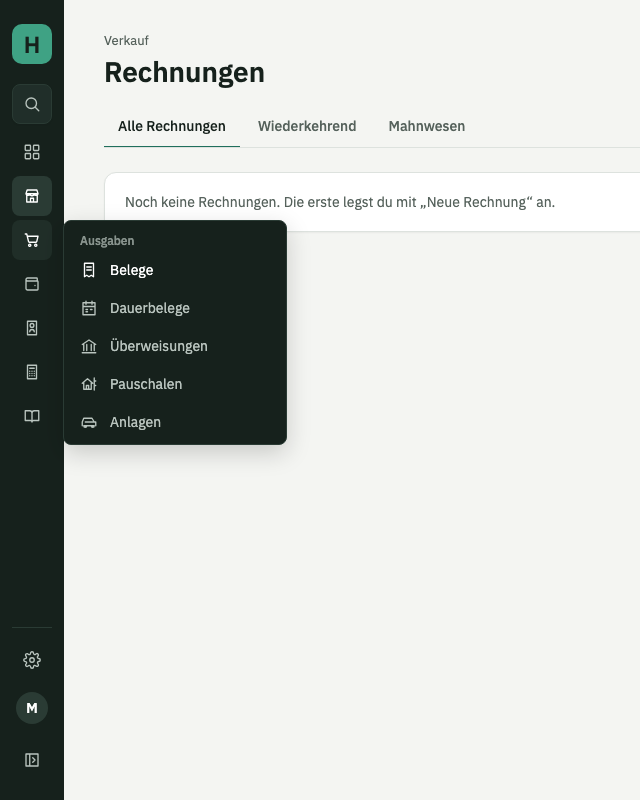 H
Verkauf
Rechnungen
Alle Rechnungen Wiederkehrend Mahnwesen
Noch keine Rechnungen. Die erste legst du mit „Neue Rechnung“ an.
Ausgaben
Belege
Dauerbelege
Überweisungen
Pauschalen
Anlagen
M